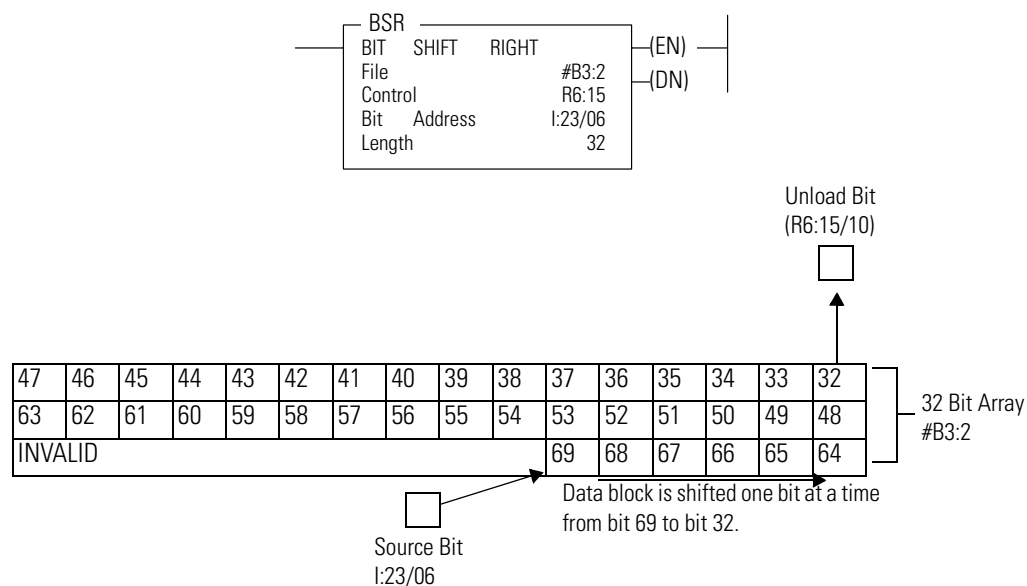 BSR
BIT SHIFT RIGHT
(EN)
File #B3:2
(DN)
Control R6:15
Bit Address I:23/06
Length 32
Unload Bit
(R6:15/10)
47 46 45 44 43 42 41 40 39 38 37 36 35 34 33 32
63 62 61 60 59 58 57 56 55 54 53 52 51 50 49 48
INVALID 69 68 67 66 65 64
32 Bit Array
#B3:2
Data block is shifted one bit at a time
from bit 69 to bit 32.
Source Bit
I:23/06